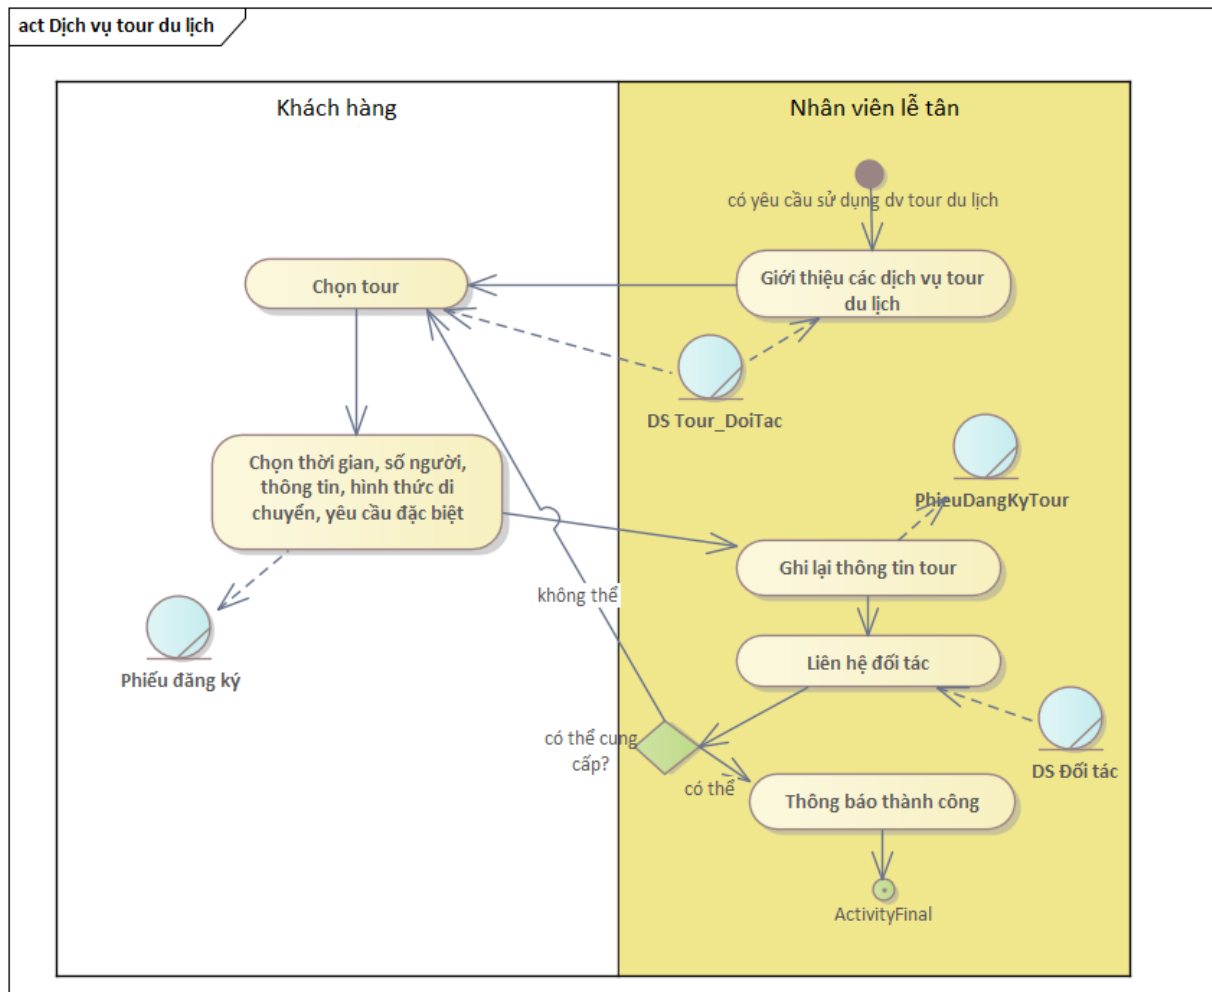 act Dịch vụ tour du lịch
Khách hàng
Nhân viên lễ tân
có yêu cầu sử dụng dv tour du lịch
Giới thiệu các dịch vụ tour
du lịch
Chọn tour
DS Tour_DoiTac
Chọn thời gian, số người,
thông tin, hình thức di
chuyển, yêu cầu đặc biệt
PhieuDangKyTour
Ghi lại thông tin tour
không thể
Liên hệ đối tác
Phiếu đăng ký
có thể cung
cấp?
có thể
DS Đối tác
Thông báo thành công
ActivityFinal